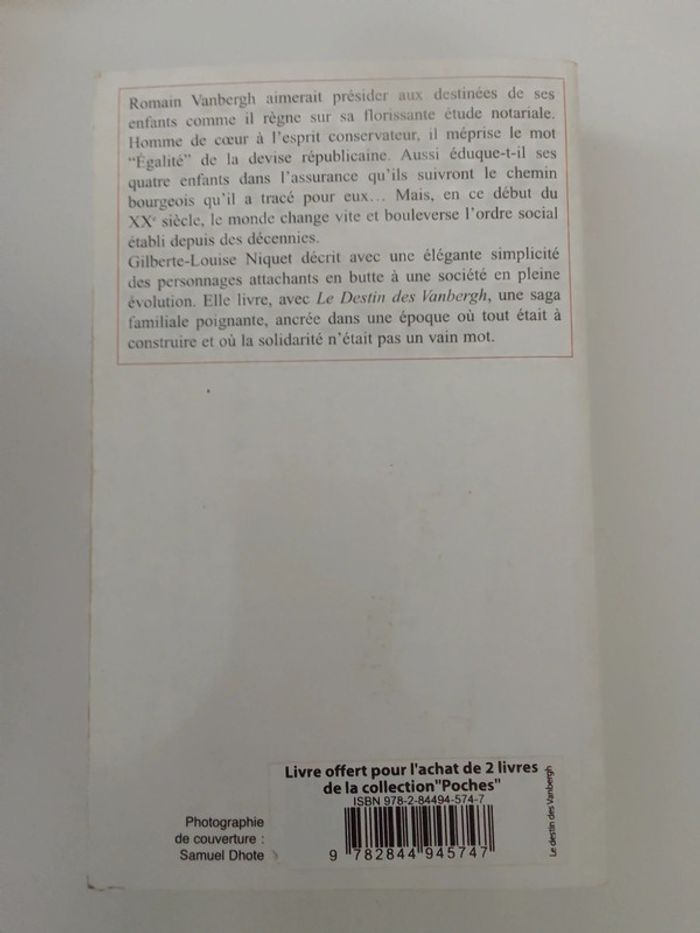 Romain Vanbergh aimerait présider aux destinées de ses
enfants comme il règne sur sa florissante étude notariale.
Homme de cœur à l'esprit conservateur, il méprise le mot
“Égalité” de la devise républicaine. Aussi éduque-t-il ses
quatre enfants dans l'assurance qu'ils suivront le chemin
bourgeois qu'il a tracé pour eux… Mais, en ce début du
XXᵉ siècle, le monde change vite et bouleverse l'ordre social
établi depuis des décennies.
Gilberte-Louise Niquet décrit avec une élégante simplicité
des personnages attachants en butte à une société en pleine
évolution. Elle livre, avec Le Destin des Vanbergh, une saga
familiale poignante, ancrée dans une époque où tout était à
construire et où la solidarité n'était pas un vain mot.
Livre offert pour l'achat de 2 livres
de la collection"Poches"
ISBN 978-2-84494-574-7
9 782844 945747
Le destin des Vanbergh
Photographie
de couverture :
Samuel Dhote